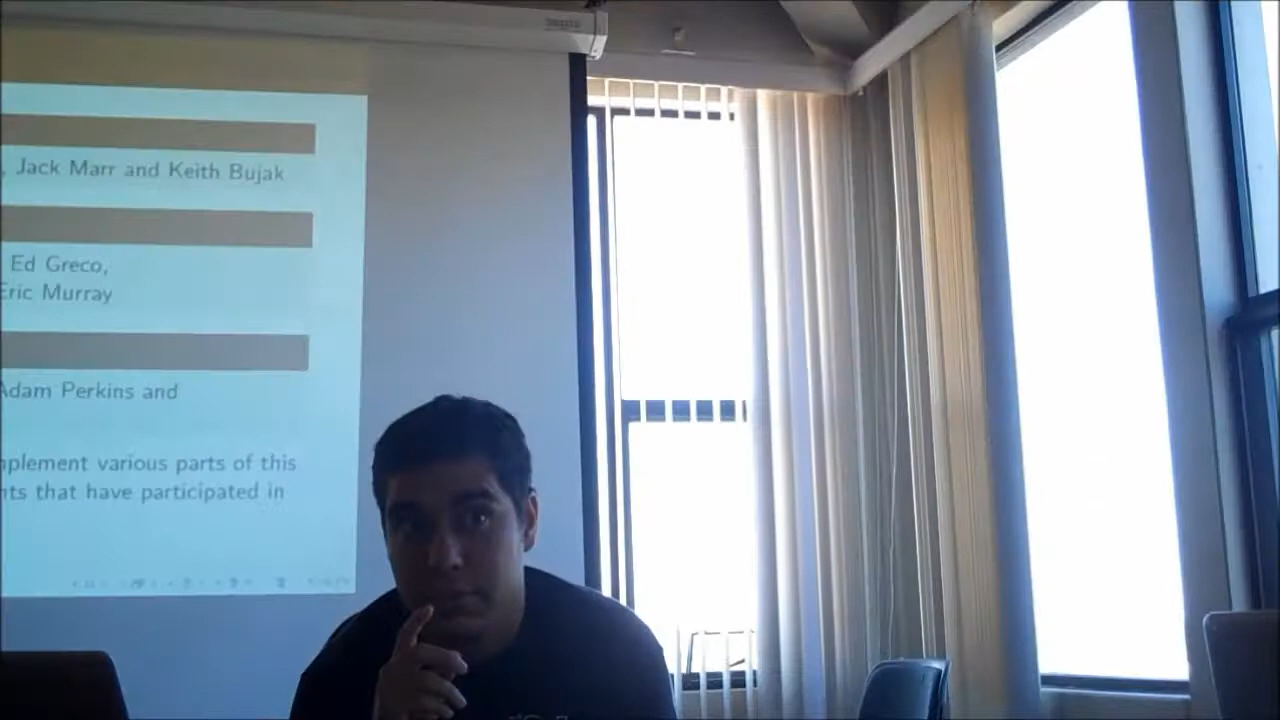 , Jack Marr and Keith Bujak
Ed Greco,
Eric Murray
Adam Perkins and
mplement various parts of this
nts that have participated in